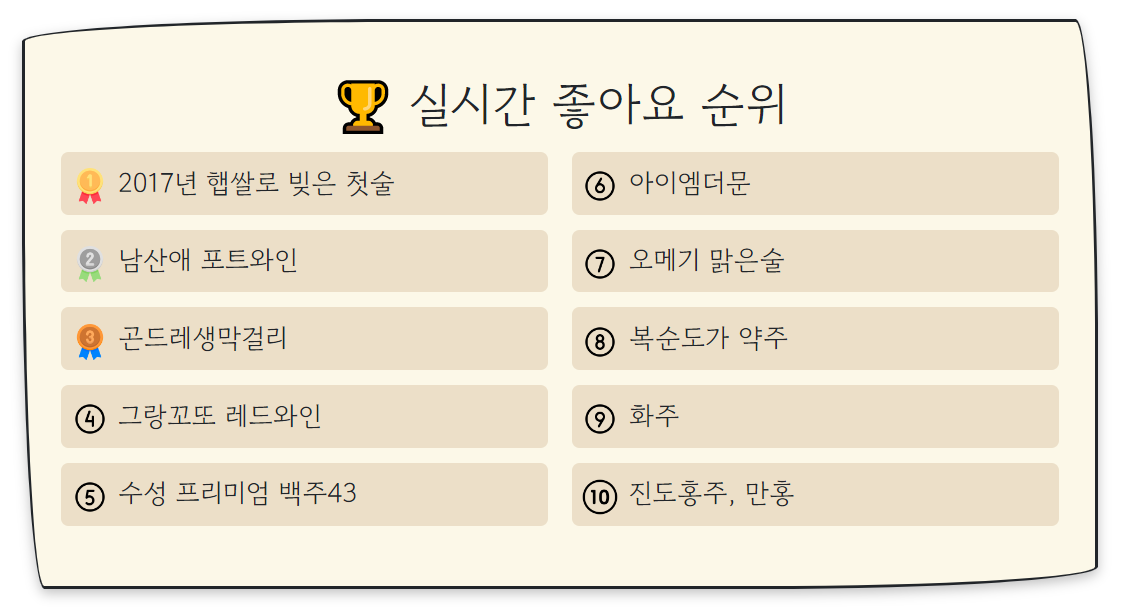 실시간 좋아요 순위
1 2017년 햅쌀로 빚은 첫술
2 남산애 포트와인
3 곤드레생막걸리
4 그랑꼬또 레드와인
5 수성 프리미엄 백주43
6 아이엠더문
7 오메기 맑은술
8 복순도가 약주
9 화주
10 진도홍주, 만홍